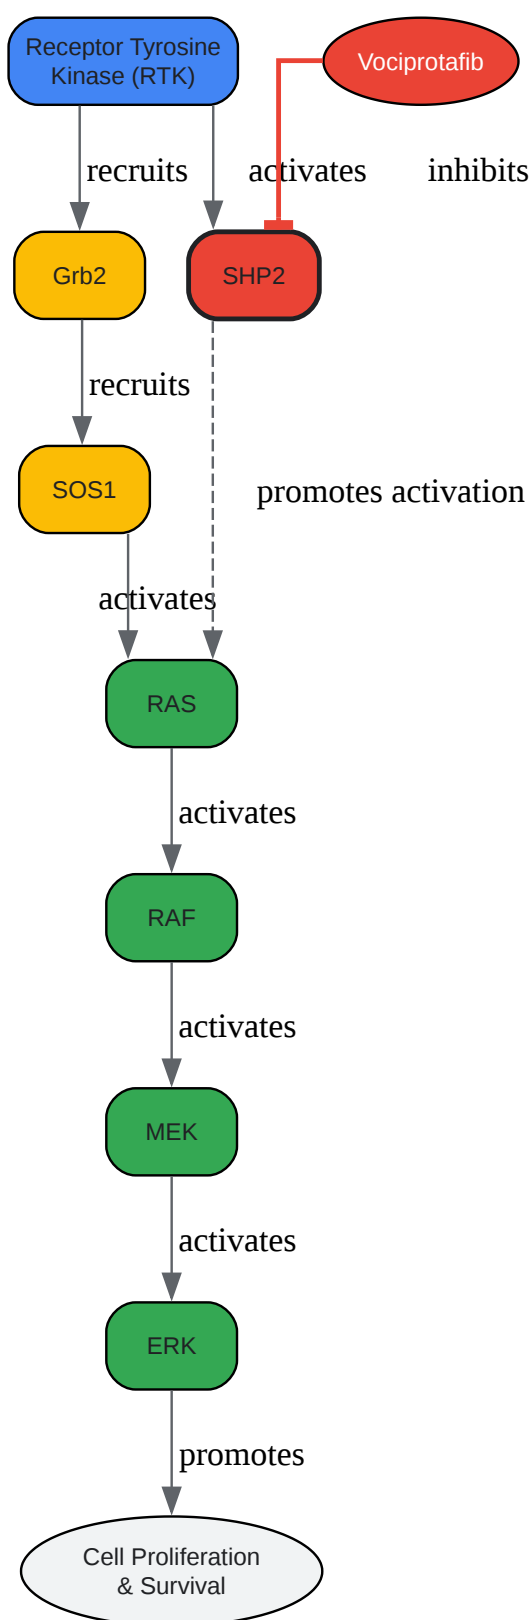 Receptor Tyrosine
Kinase (RTK)
Vociprotafib
recruits
activates
inhibits
Grb2
SHP2
recruits
SOS1
promotes activation
activates
RAS
activates
RAF
activates
MEK
activates
ERK
promotes
Cell Proliferation
& Survival